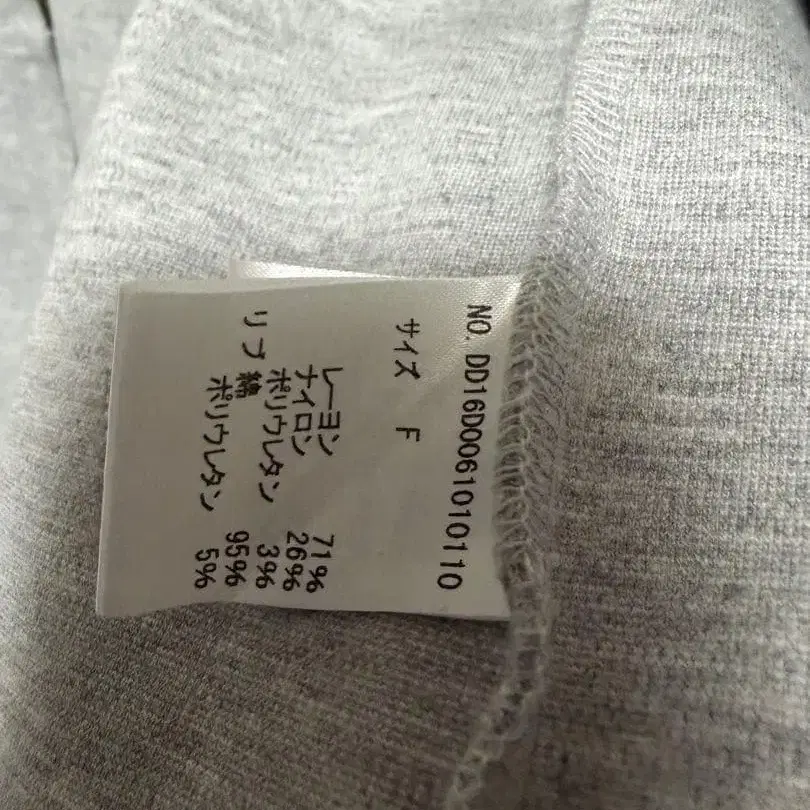 NO. DD16D0061010110
サイズ F
レーヨン 71%
ナイロン 26%
ポリウレタン 3%
リブ 綿 95%
ポリウレタン 5%